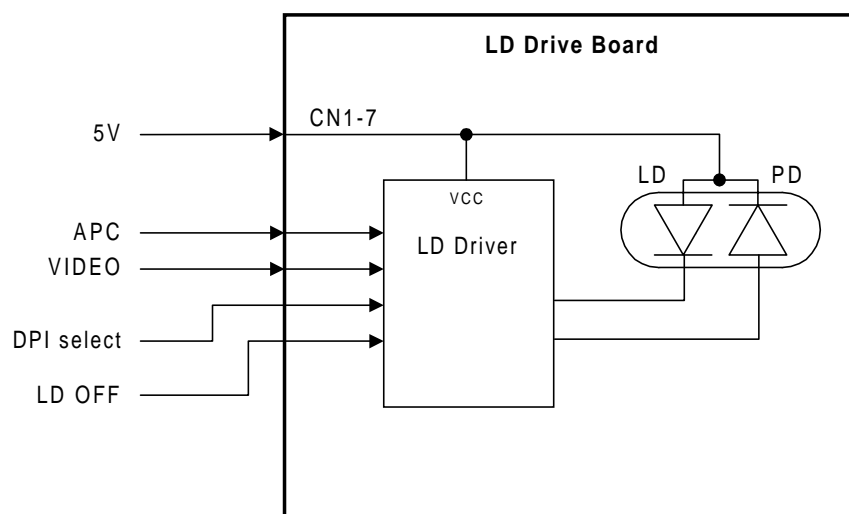 LD Drive Board
5V
CN1-7
LD
PD
VCC
APC
LD Driver
VIDEO
DPI select
LD OFF